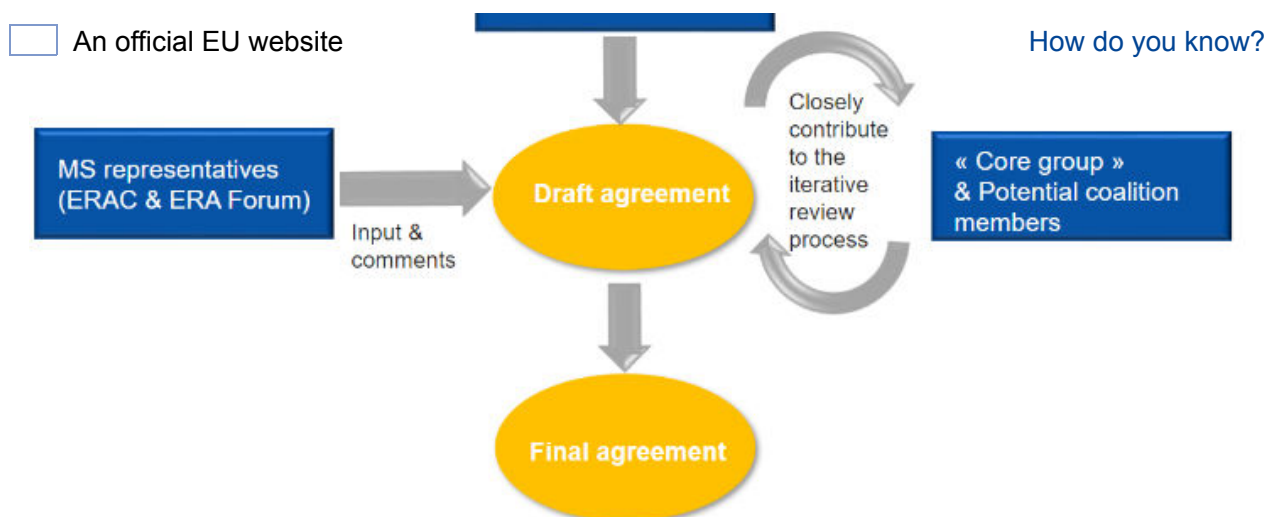 An official EU website
How do you know?
MS representatives
(ERAC & ERA Forum)
Input &
comments
Draft agreement
Closely
contribute
to the
iterative
review
process
« Core group »
& Potential coalition
members
Final agreement